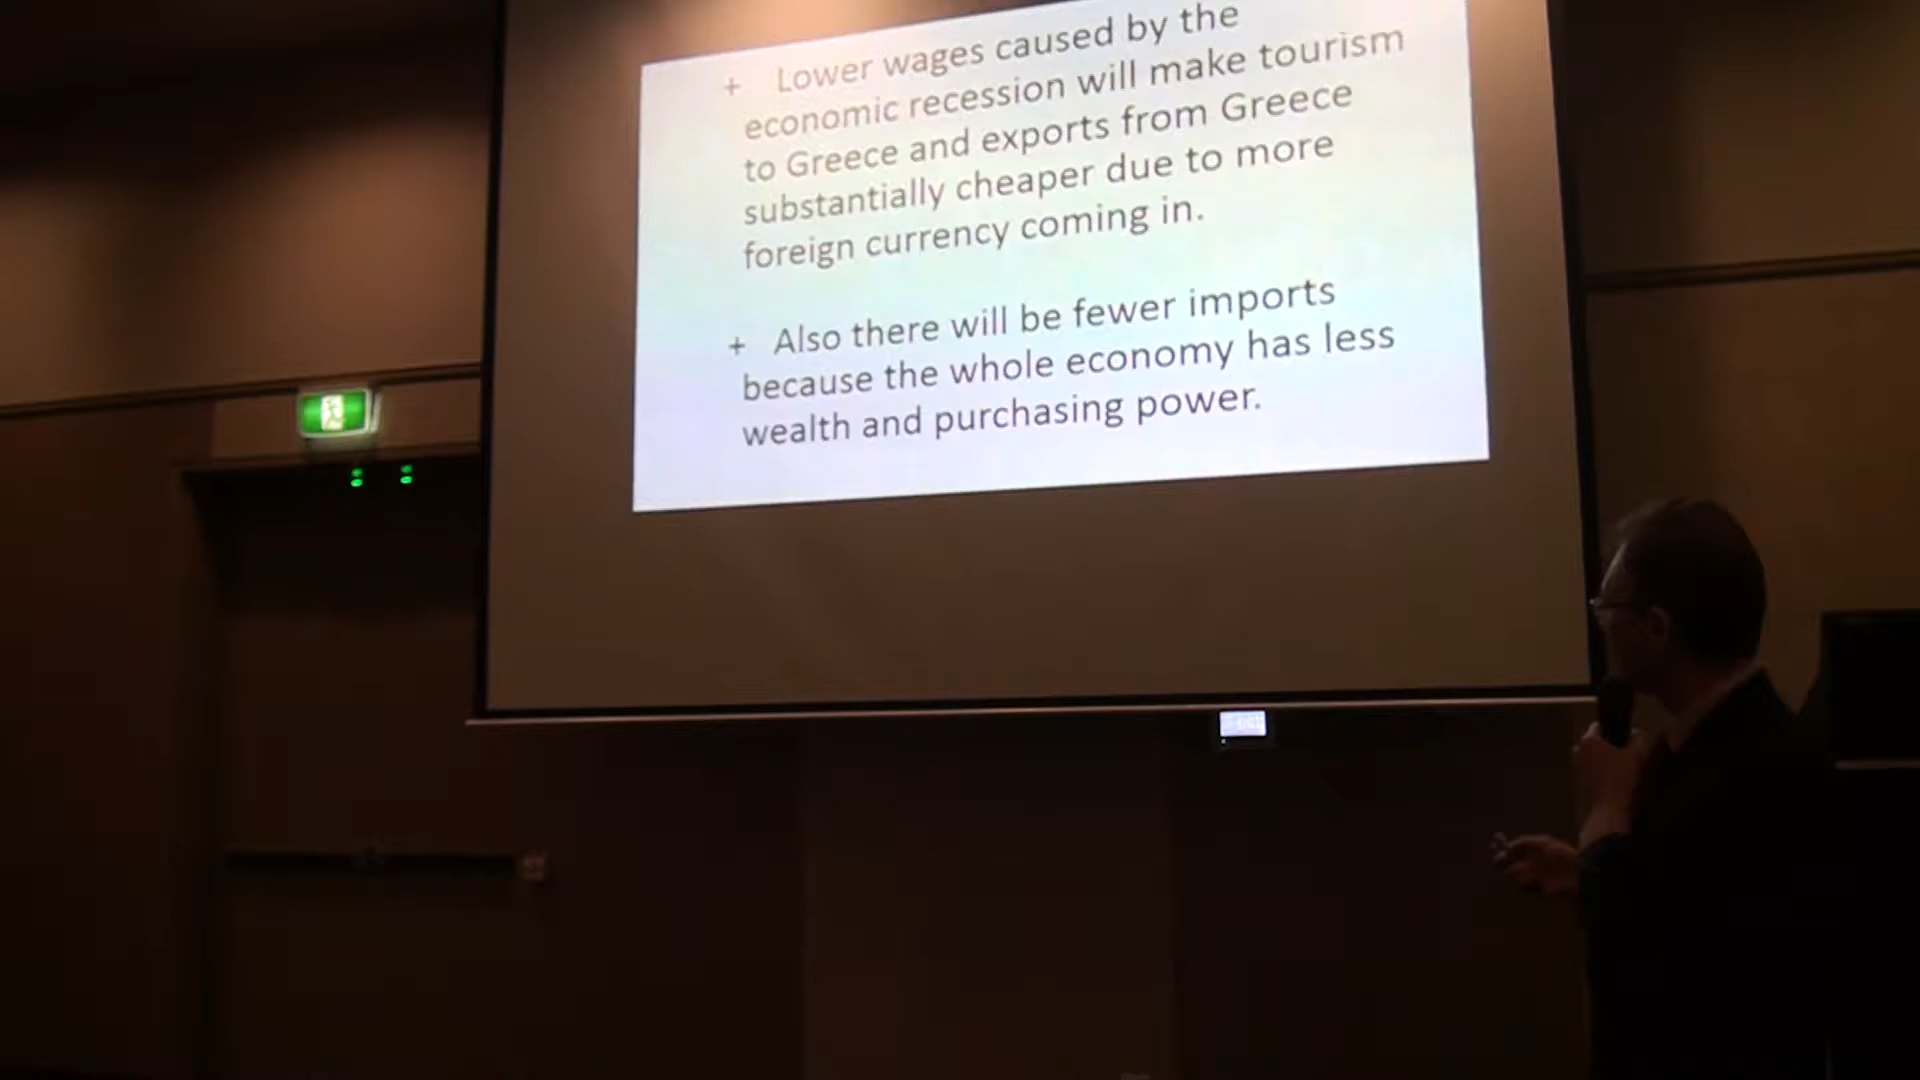 + Lower wages caused by the
economic recession will make tourism
to Greece and exports from Greece
substantially cheaper due to more
foreign currency coming in.
+ Also there will be fewer imports
because the whole economy has less
wealth and purchasing power.